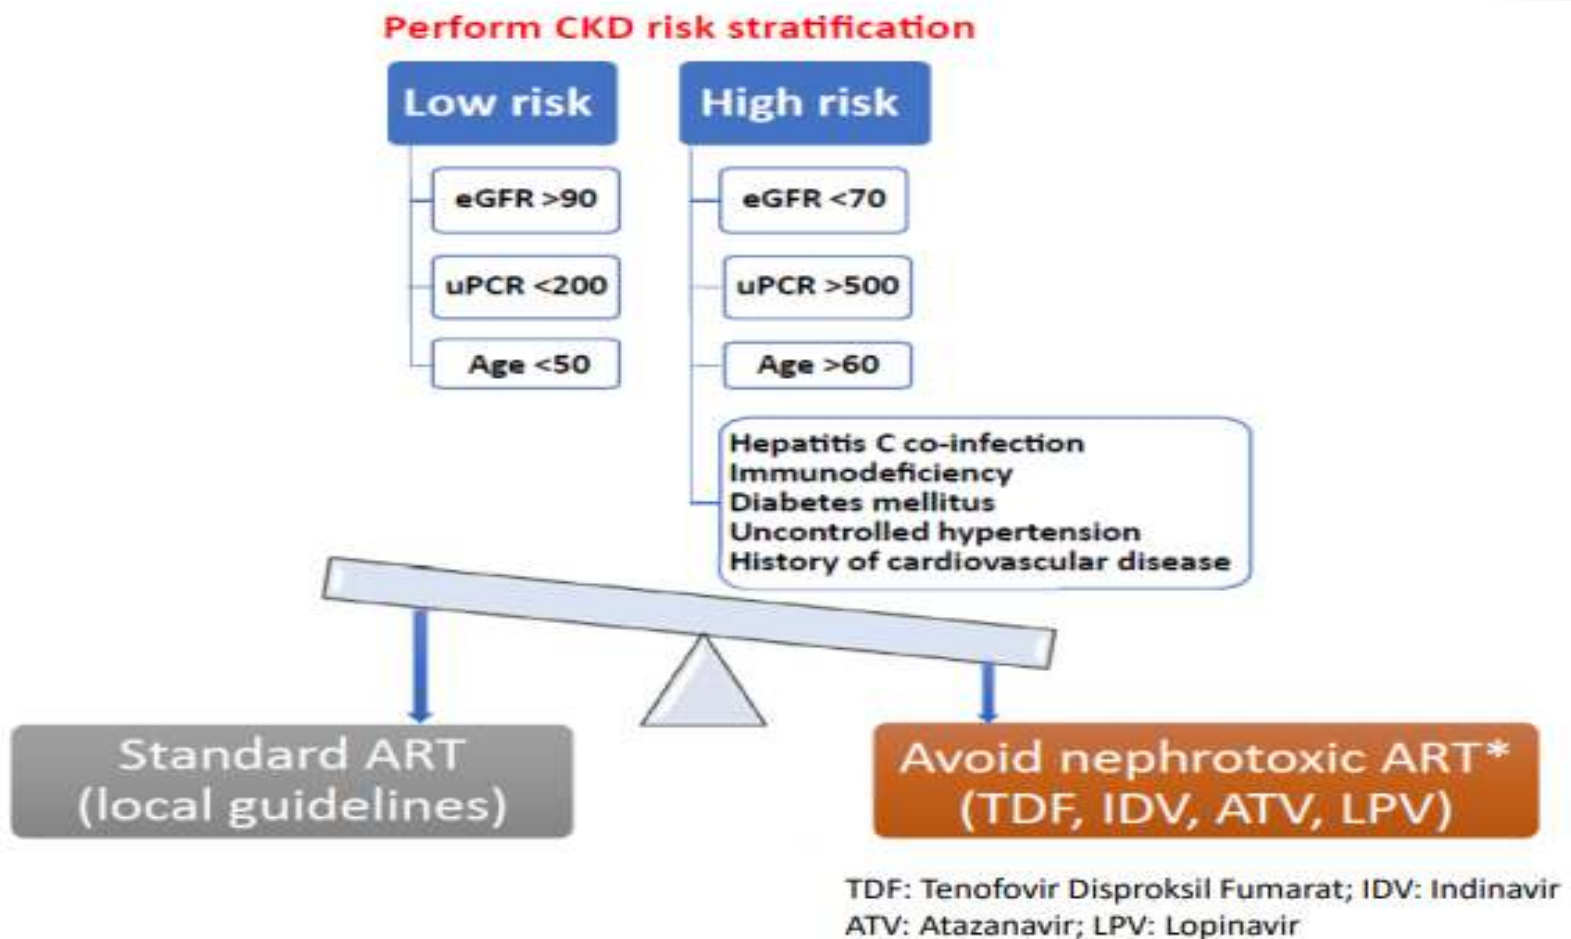 Perform CKD risk stratification
Low risk
eGFR >90
uPCR <200
Age <50
High risk
eGFR <70
uPCR >500
Age >60
Hepatitis C co-infection
Immunodeficiency
Diabetes mellitus
Uncontrolled hypertension
History of cardiovascular disease
Standard ART
(local guidelines)
Avoid nephrotoxic ART*
(TDF, IDV, ATV, LPV)
TDF: Tenofovir Disproksil Fumarat; IDV: Indinavir
ATV: Atazanavir; LPV: Lopinavir